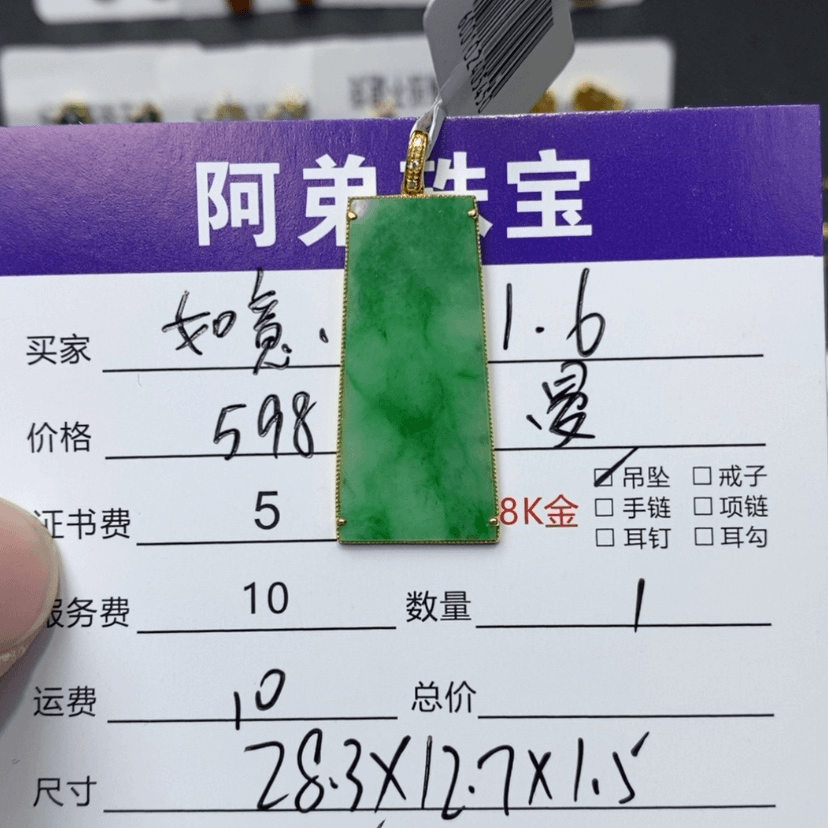 阿弟珠宝
买家 如意. 1.6
价格 598 曼
证书费 5 8K金 吊坠 戒子
手链 项链
耳钉 耳勾
服务费 10 数量 1
运费 10 总价
尺寸 28.3X12.7X1.5